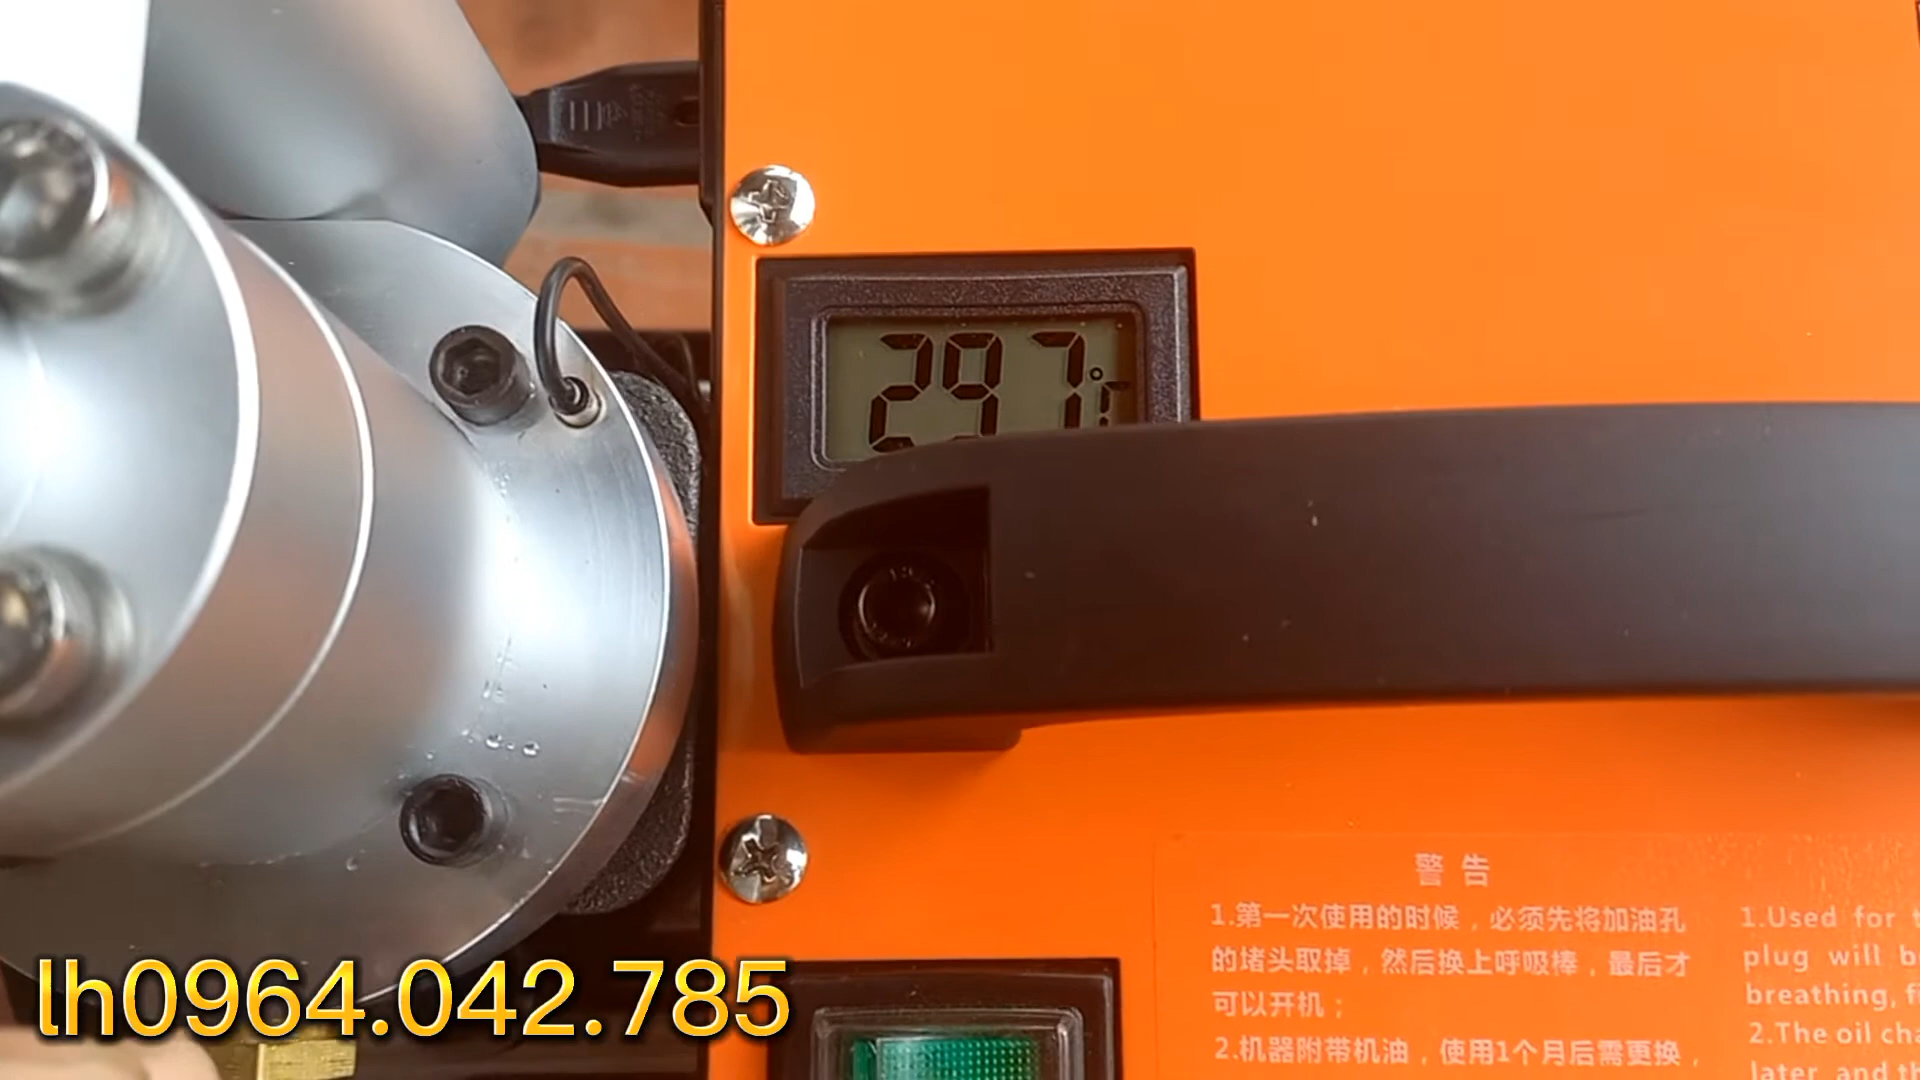 29.7°C
警告
1.第一次使用的时候，必须先将加油孔
的堵头取掉，然后换上呼吸棒，最后才
可以开机；
2.机器附带机油，使用1个月后需更换，
1.Used for
plug will
breathing,
2.The oil
later, and
lh0964.042.785